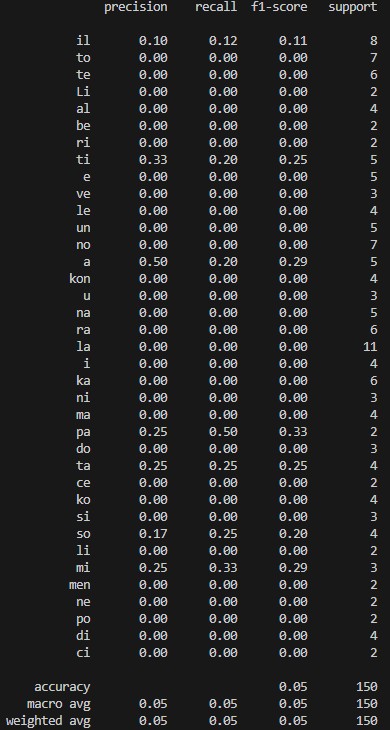 precision recall f1-score support
il 0.10 0.12 0.11 8
to 0.00 0.00 0.00 7
te 0.00 0.00 0.00 6
Li 0.00 0.00 0.00 2
al 0.00 0.00 0.00 4
be 0.00 0.00 0.00 2
ri 0.00 0.00 0.00 2
ti 0.33 0.20 0.25 5
e 0.00 0.00 0.00 5
ve 0.00 0.00 0.00 3
le 0.00 0.00 0.00 4
un 0.00 0.00 0.00 5
no 0.00 0.00 0.00 7
a 0.50 0.20 0.29 5
kon 0.00 0.00 0.00 4
u 0.00 0.00 0.00 3
na 0.00 0.00 0.00 5
ra 0.00 0.00 0.00 6
la 0.00 0.00 0.00 11
i 0.00 0.00 0.00 4
ka 0.00 0.00 0.00 6
ni 0.00 0.00 0.00 3
ma 0.00 0.00 0.00 4
pa 0.25 0.50 0.33 2
do 0.00 0.00 0.00 3
ta 0.25 0.25 0.25 4
ce 0.00 0.00 0.00 2
ko 0.00 0.00 0.00 4
si 0.00 0.00 0.00 3
so 0.17 0.25 0.20 4
li 0.00 0.00 0.00 2
mi 0.25 0.33 0.29 3
men 0.00 0.00 0.00 2
ne 0.00 0.00 0.00 2
po 0.00 0.00 0.00 2
di 0.00 0.00 0.00 4
ci 0.00 0.00 0.00 2
accuracy 0.05 150
macro avg 0.05 0.05 0.05 150
weighted avg 0.05 0.05 0.05 150